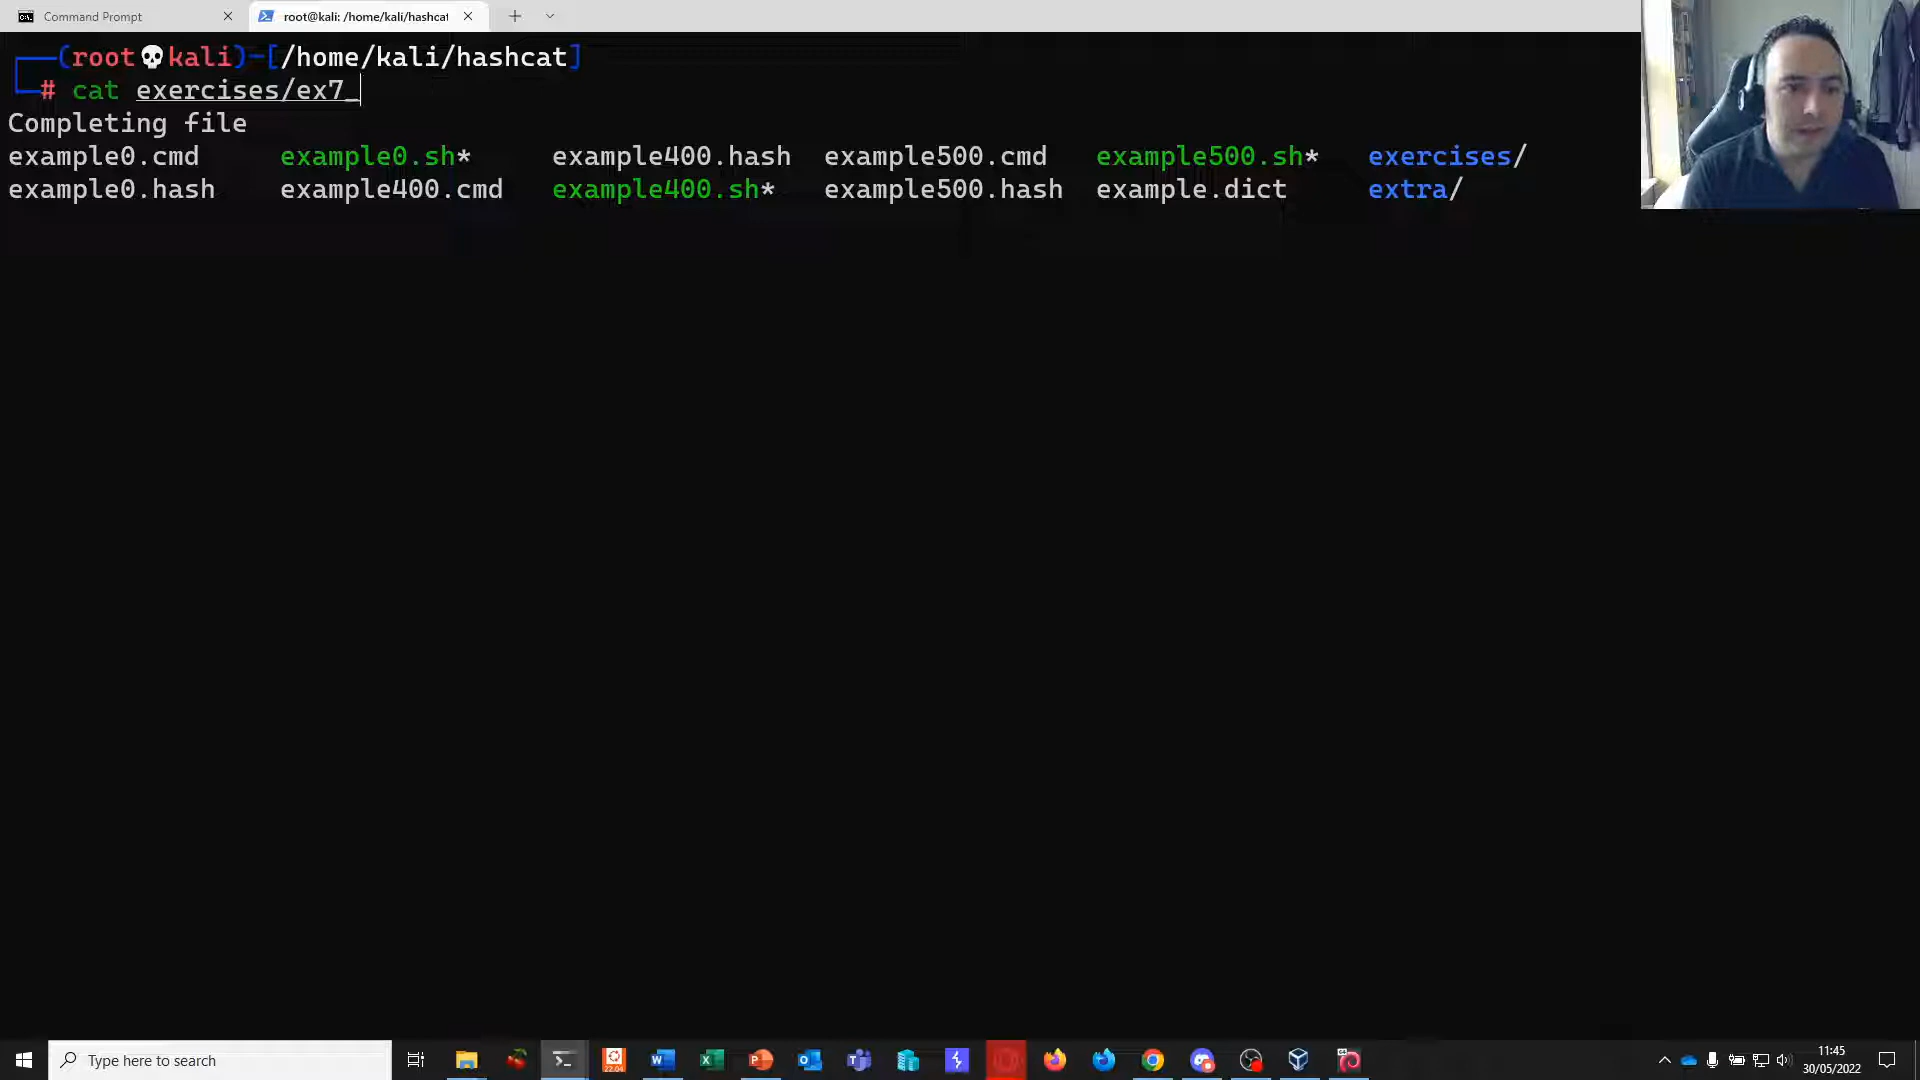 Command Prompt
root@kali: /home/kali/hashcat
(root💀kali)-[/home/kali/hashcat]
# cat exercises/ex7_
Completing file
example0.cmd example0.sh* example400.hash example500.cmd example500.sh* exercises/
example0.hash example400.cmd example400.sh* example500.hash example.dict extra/
Type here to search
22.04
11:45
30/05/2022